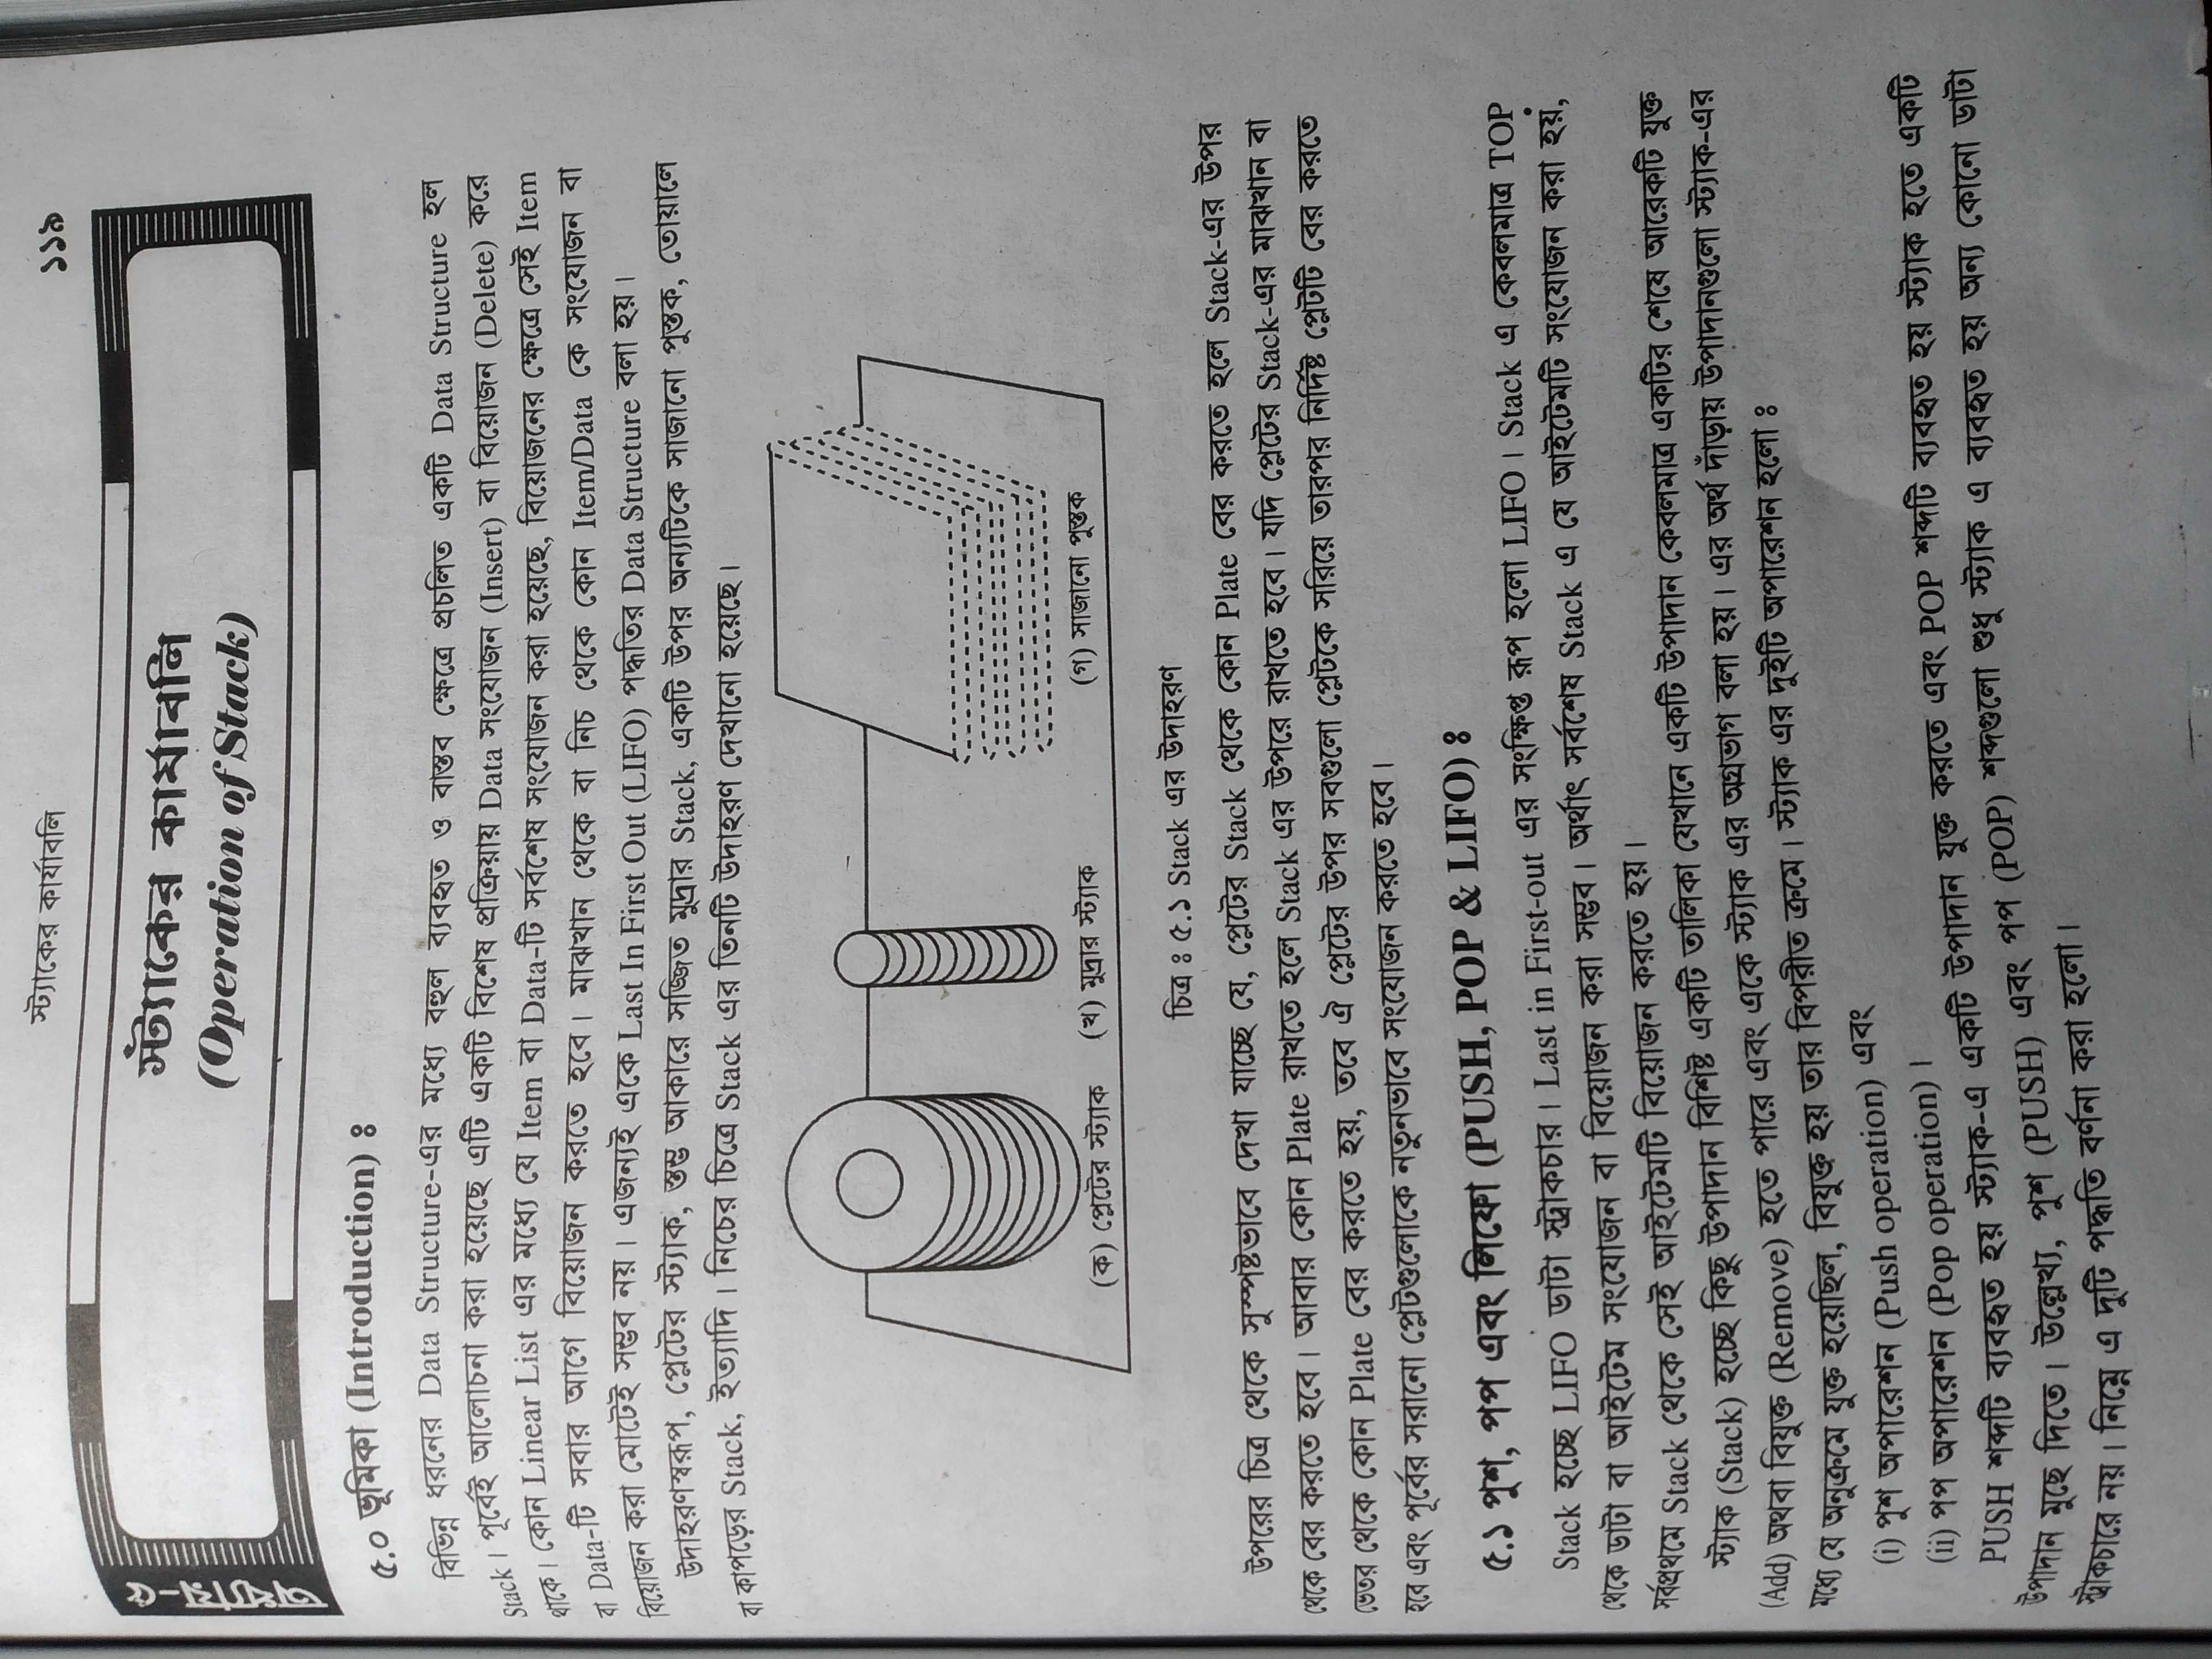 স্ট্যাকের কার্যাবলি ১১৯
অধ্যায়-৫
স্ট্যাকের কার্যাবলি
(Operation of Stack)
৫.০ ভূমিকা (Introduction) ঃ
বিভিন্ন ধরনের Data Structure-এর মধ্যে বহুল ব্যবহৃত ও বাস্তব ক্ষেত্রে প্রচলিত একটি Data Structure হল
Stack। পূর্বেই আলোচনা করা হয়েছে এটি একটি বিশেষ প্রক্রিয়ায় Data সংযোজন (Insert) বা বিয়োজন (Delete) করে
থাকে। কোন Linear List এর মধ্যে যে Item বা Data-টি সর্বশেষ সংযোজন করা হয়েছে, বিয়োজনের ক্ষেত্রে সেই Item
বা Data-টি সবার আগে বিয়োজন করতে হবে। মাঝখান থেকে বা নিচ থেকে কোন Item/Data কে সংযোজন বা
বিয়োজন করা মোটেই সম্ভব নয়। এজন্যই একে Last In First Out (LIFO) পদ্ধতির Data Structure বলা হয়।
উদাহরণস্বরূপ, প্লেটের স্ট্যাক, স্তম্ভ আকারে সজ্জিত মুদ্রার Stack, একটি উপর অন্যটিকে সাজানো পুস্তক, তোয়ালে
বা কাপড়ের Stack, ইত্যাদি। নিচের চিত্রে Stack এর তিনটি উদাহরণ দেখানো হয়েছে।
(ক) প্লেটের স্ট্যাক (খ) মুদ্রার স্ট্যাক (গ) সাজানো পুস্তক
চিত্র ঃ ৫.১ Stack এর উদাহরণ
উপরের চিত্র থেকে সুস্পষ্টভাবে দেখা যাচ্ছে যে, প্লেটের Stack থেকে কোন Plate বের করতে হলে Stack-এর উপর
থেকে বের করতে হবে। আবার কোন Plate রাখতে হলে Stack এর উপরে রাখতে হবে। যদি প্লেটের Stack-এর মাঝখান বা
ভেতর থেকে কোন Plate বের করতে হয়, তবে ঐ প্লেটের উপর সবগুলো প্লেটকে সরিয়ে তারপর নির্দিষ্ট প্লেটটি বের করতে
হবে এবং পূর্বের সরানো প্লেটগুলোকে নতুনভাবে সংযোজন করতে হবে।
৫.১ পুশ, পপ এবং লিফো (PUSH, POP & LIFO) ঃ
Stack হচ্ছে LIFO ডাটা স্ট্রাকচার। Last in First-out এর সংক্ষিপ্ত রূপ হলো LIFO। Stack এ কেবলমাত্র TOP
থেকে ডাটা বা আইটেম সংযোজন বা বিয়োজন করা সম্ভব। অর্থাৎ সর্বশেষ Stack এ যে আইটেমটি সংযোজন করা হয়,
সর্বপ্রথমে Stack থেকে সেই আইটেমটি বিয়োজন করতে হয়।
স্ট্যাক (Stack) হচ্ছে কিছু উপাদান বিশিষ্ট একটি তালিকা যেখানে একটি উপাদান কেবলমাত্র একটির শেষে আরেকটি যুক্ত
(Add) অথবা বিযুক্ত (Remove) হতে পারে এবং একে স্ট্যাক এর অগ্রভাগ বলা হয়। এর অর্থ দাঁড়ায় উপাদানগুলো স্ট্যাক-এর
মধ্যে যে অনুক্রমে যুক্ত হয়েছিল, বিযুক্ত হয় তার বিপরীত ক্রমে। স্ট্যাক এর দুইটি অপারেশন হলো ঃ
(i) পুশ অপারেশন (Push operation) এবং
(ii) পপ অপারেশন (Pop operation)।
PUSH শব্দটি ব্যবহৃত হয় স্ট্যাক-এ একটি উপাদান যুক্ত করতে এবং POP শব্দটি ব্যবহৃত হয় স্ট্যাক হতে একটি
উপাদান মুছে দিতে। উল্লেখ্য, পুশ (PUSH) এবং পপ (POP) শব্দগুলো শুধু স্ট্যাক এ ব্যবহৃত হয় অন্য কোনো ডাটা
স্ট্রাকচারে নয়। নিম্নে এ দুটি পদ্ধতি বর্ণনা করা হলো।